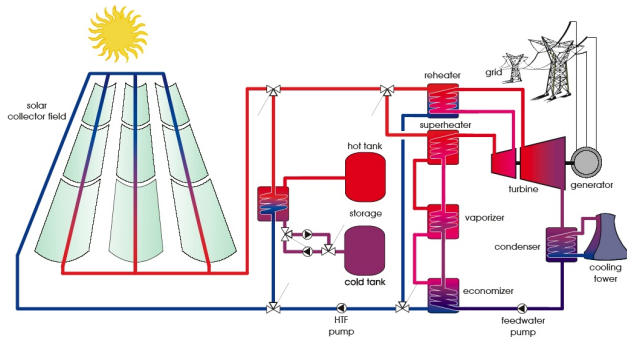 solar
collector field
reheater
grid
superheater
hot tank
turbine
generator
storage
vaporizer
condenser
cold tank
cooling
tower
economizer
HTF
pump
feedwater
pump